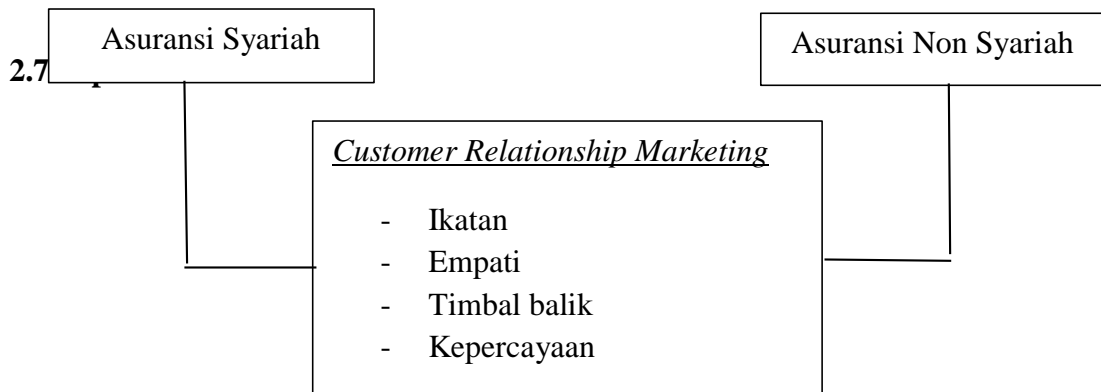 Asuransi Syariah
Asuransi Non Syariah
2.7
Customer Relationship Marketing
- Ikatan
- Empati
- Timbal balik
- Kepercayaan